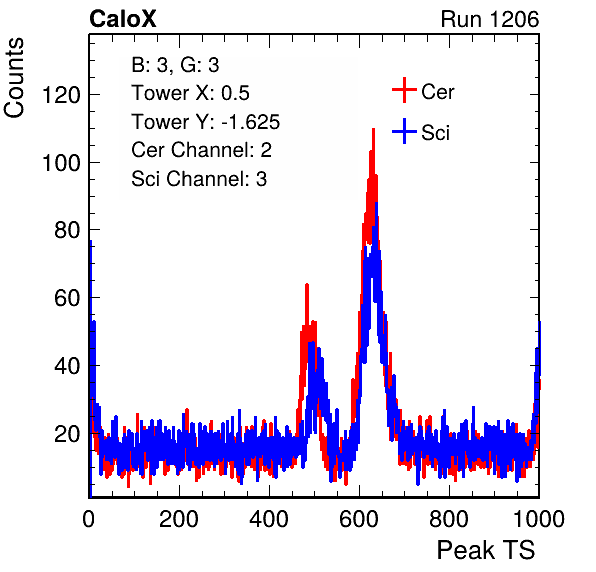 CaloX Run 1206
B: 3, G: 3
Tower X: 0.5
Tower Y: -1.625
Cer Channel: 2
Sci Channel: 3
Cer
Sci
Counts
120
100
80
60
40
20
0 200 400 600 800 1000
Peak TS